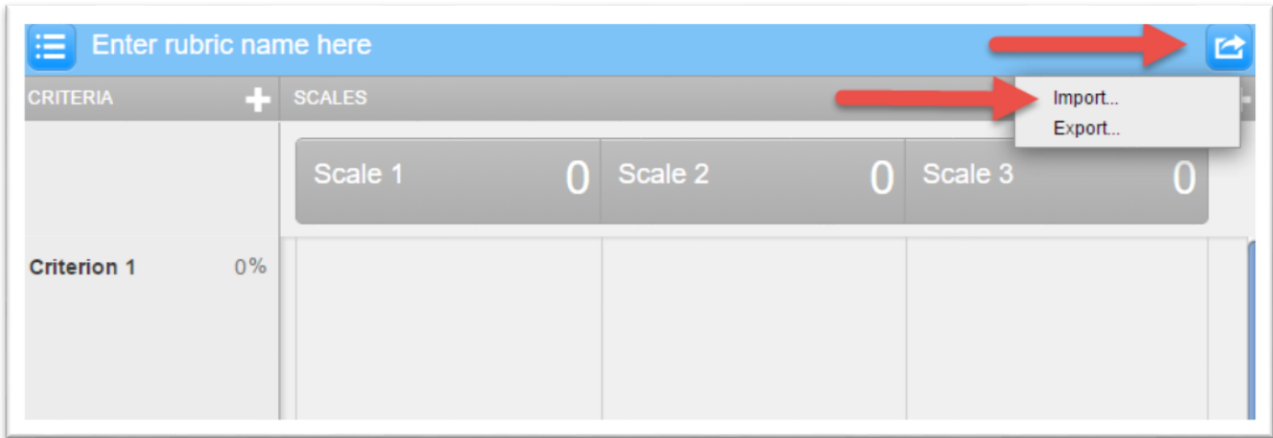 Enter rubric name here
CRITERIA + SCALES
Import...
Export...
Scale 1 0 Scale 2 0 Scale 3 0
Criterion 1 0%